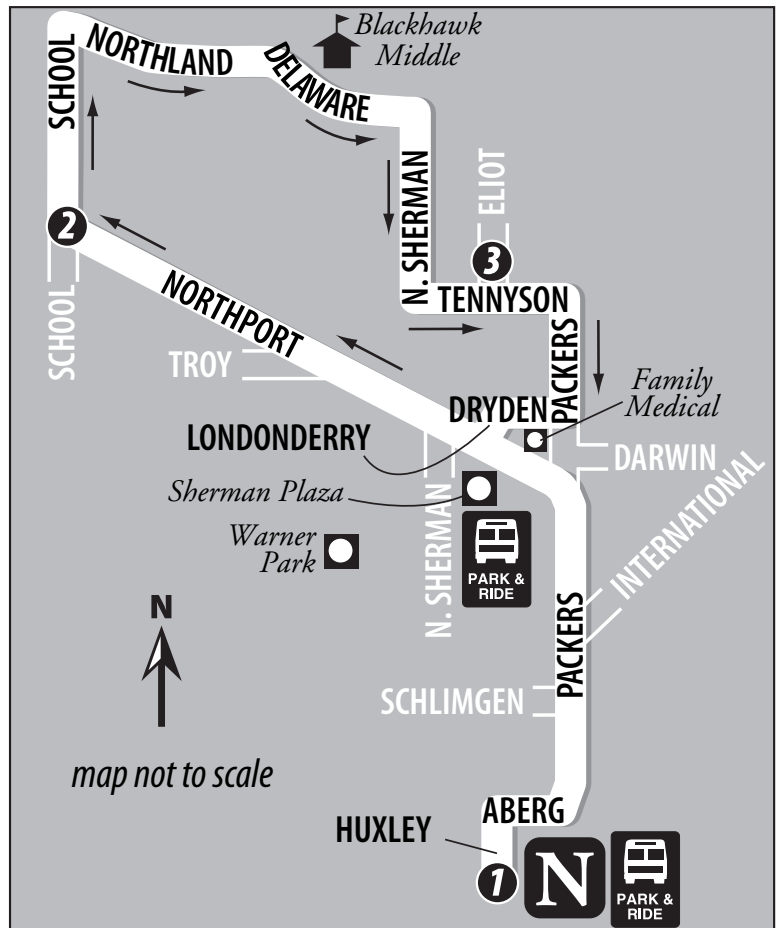 Blackhawk
Middle
NORTHLAND
DELAWARE
SCHOOL
N. SHERMAN
ELIOT
2
3
TENNYSON
SCHOOL
NORTHPORT
TROY
PACKERS
Family
Medical
DRYDEN
LONDONDERRY
DARWIN
Sherman Plaza
INTERNATIONAL
Warner
Park
N. SHERMAN
PARK &
RIDE
N
PACKERS
SCHLIMGEN
map not to scale
ABERG
HUXLEY
1
N
PARK &
RIDE